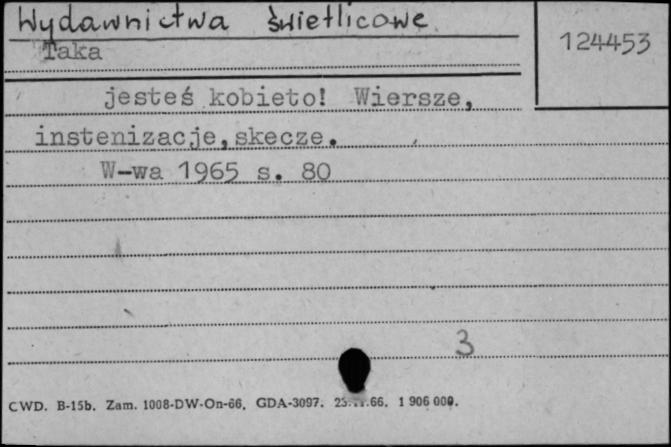 Wydawnictwa świetlicowe
124453
Taka
jesteś kobieto! Wiersze,
instenizacje, skecze.
W-wa 1965 s. 80
3
CWD. B-15b. Zam. 1008-DW-On-66. GDA-3097. 66. 1 906 000.